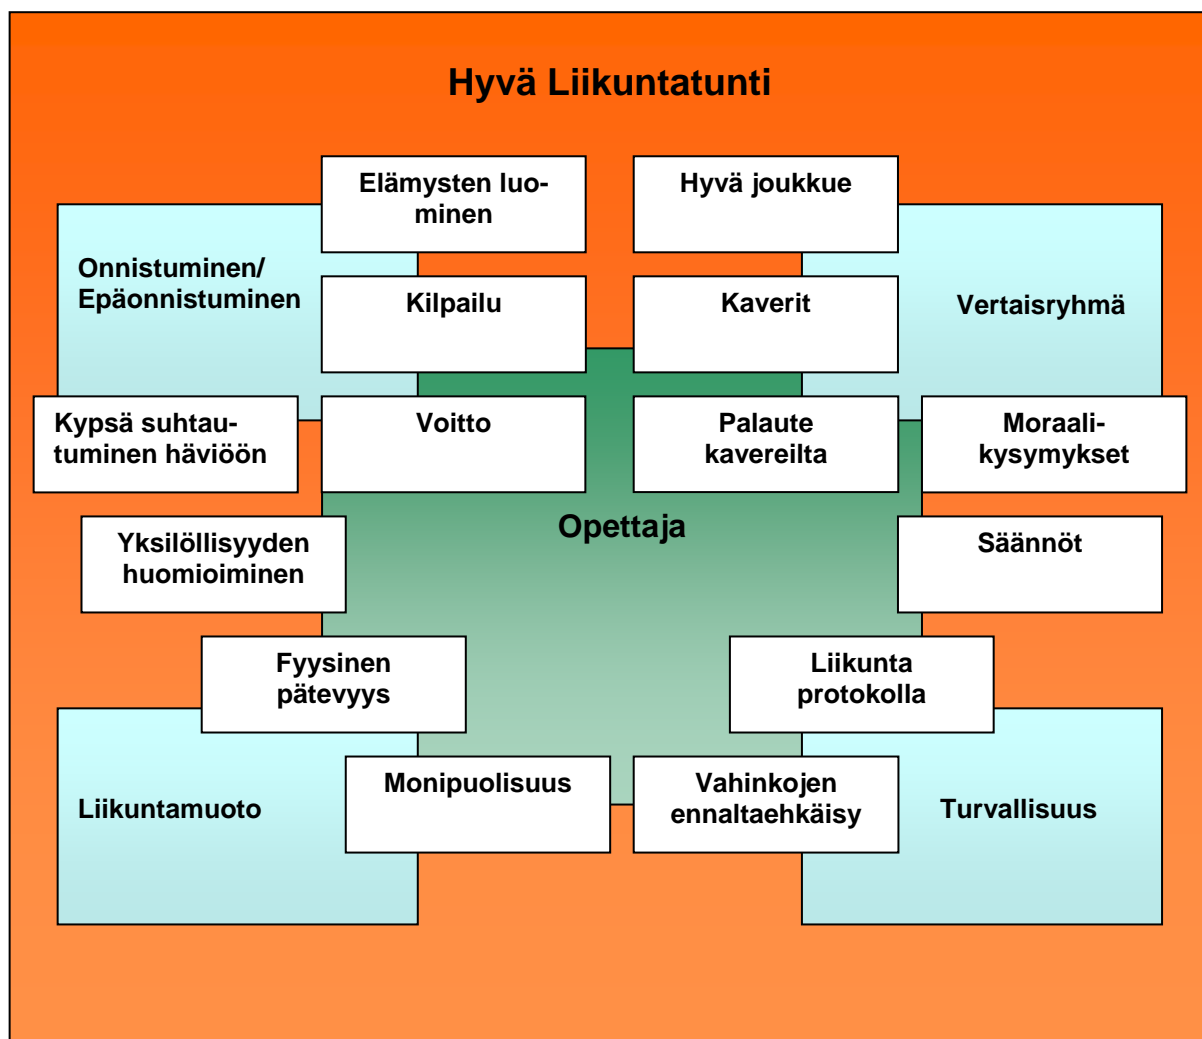 Hyvä Liikuntatunti
Elämysten luo-
minen
Hyvä joukkue
Onnistuminen/
Epäonnistuminen
Kilpailu
Kaverit
Vertaisryhmä
Kypsä suhtau-
tuminen häviöön
Voitto
Palaute
kavereilta
Moraali-
kysymykset
Opettaja
Yksilöllisyyden
huomioiminen
Säännöt
Fyysinen
pätevyys
Liikunta
protokolla
Liikuntamuoto
Monipuolisuus
Vahinkojen
ennaltaehkäisy
Turvallisuus